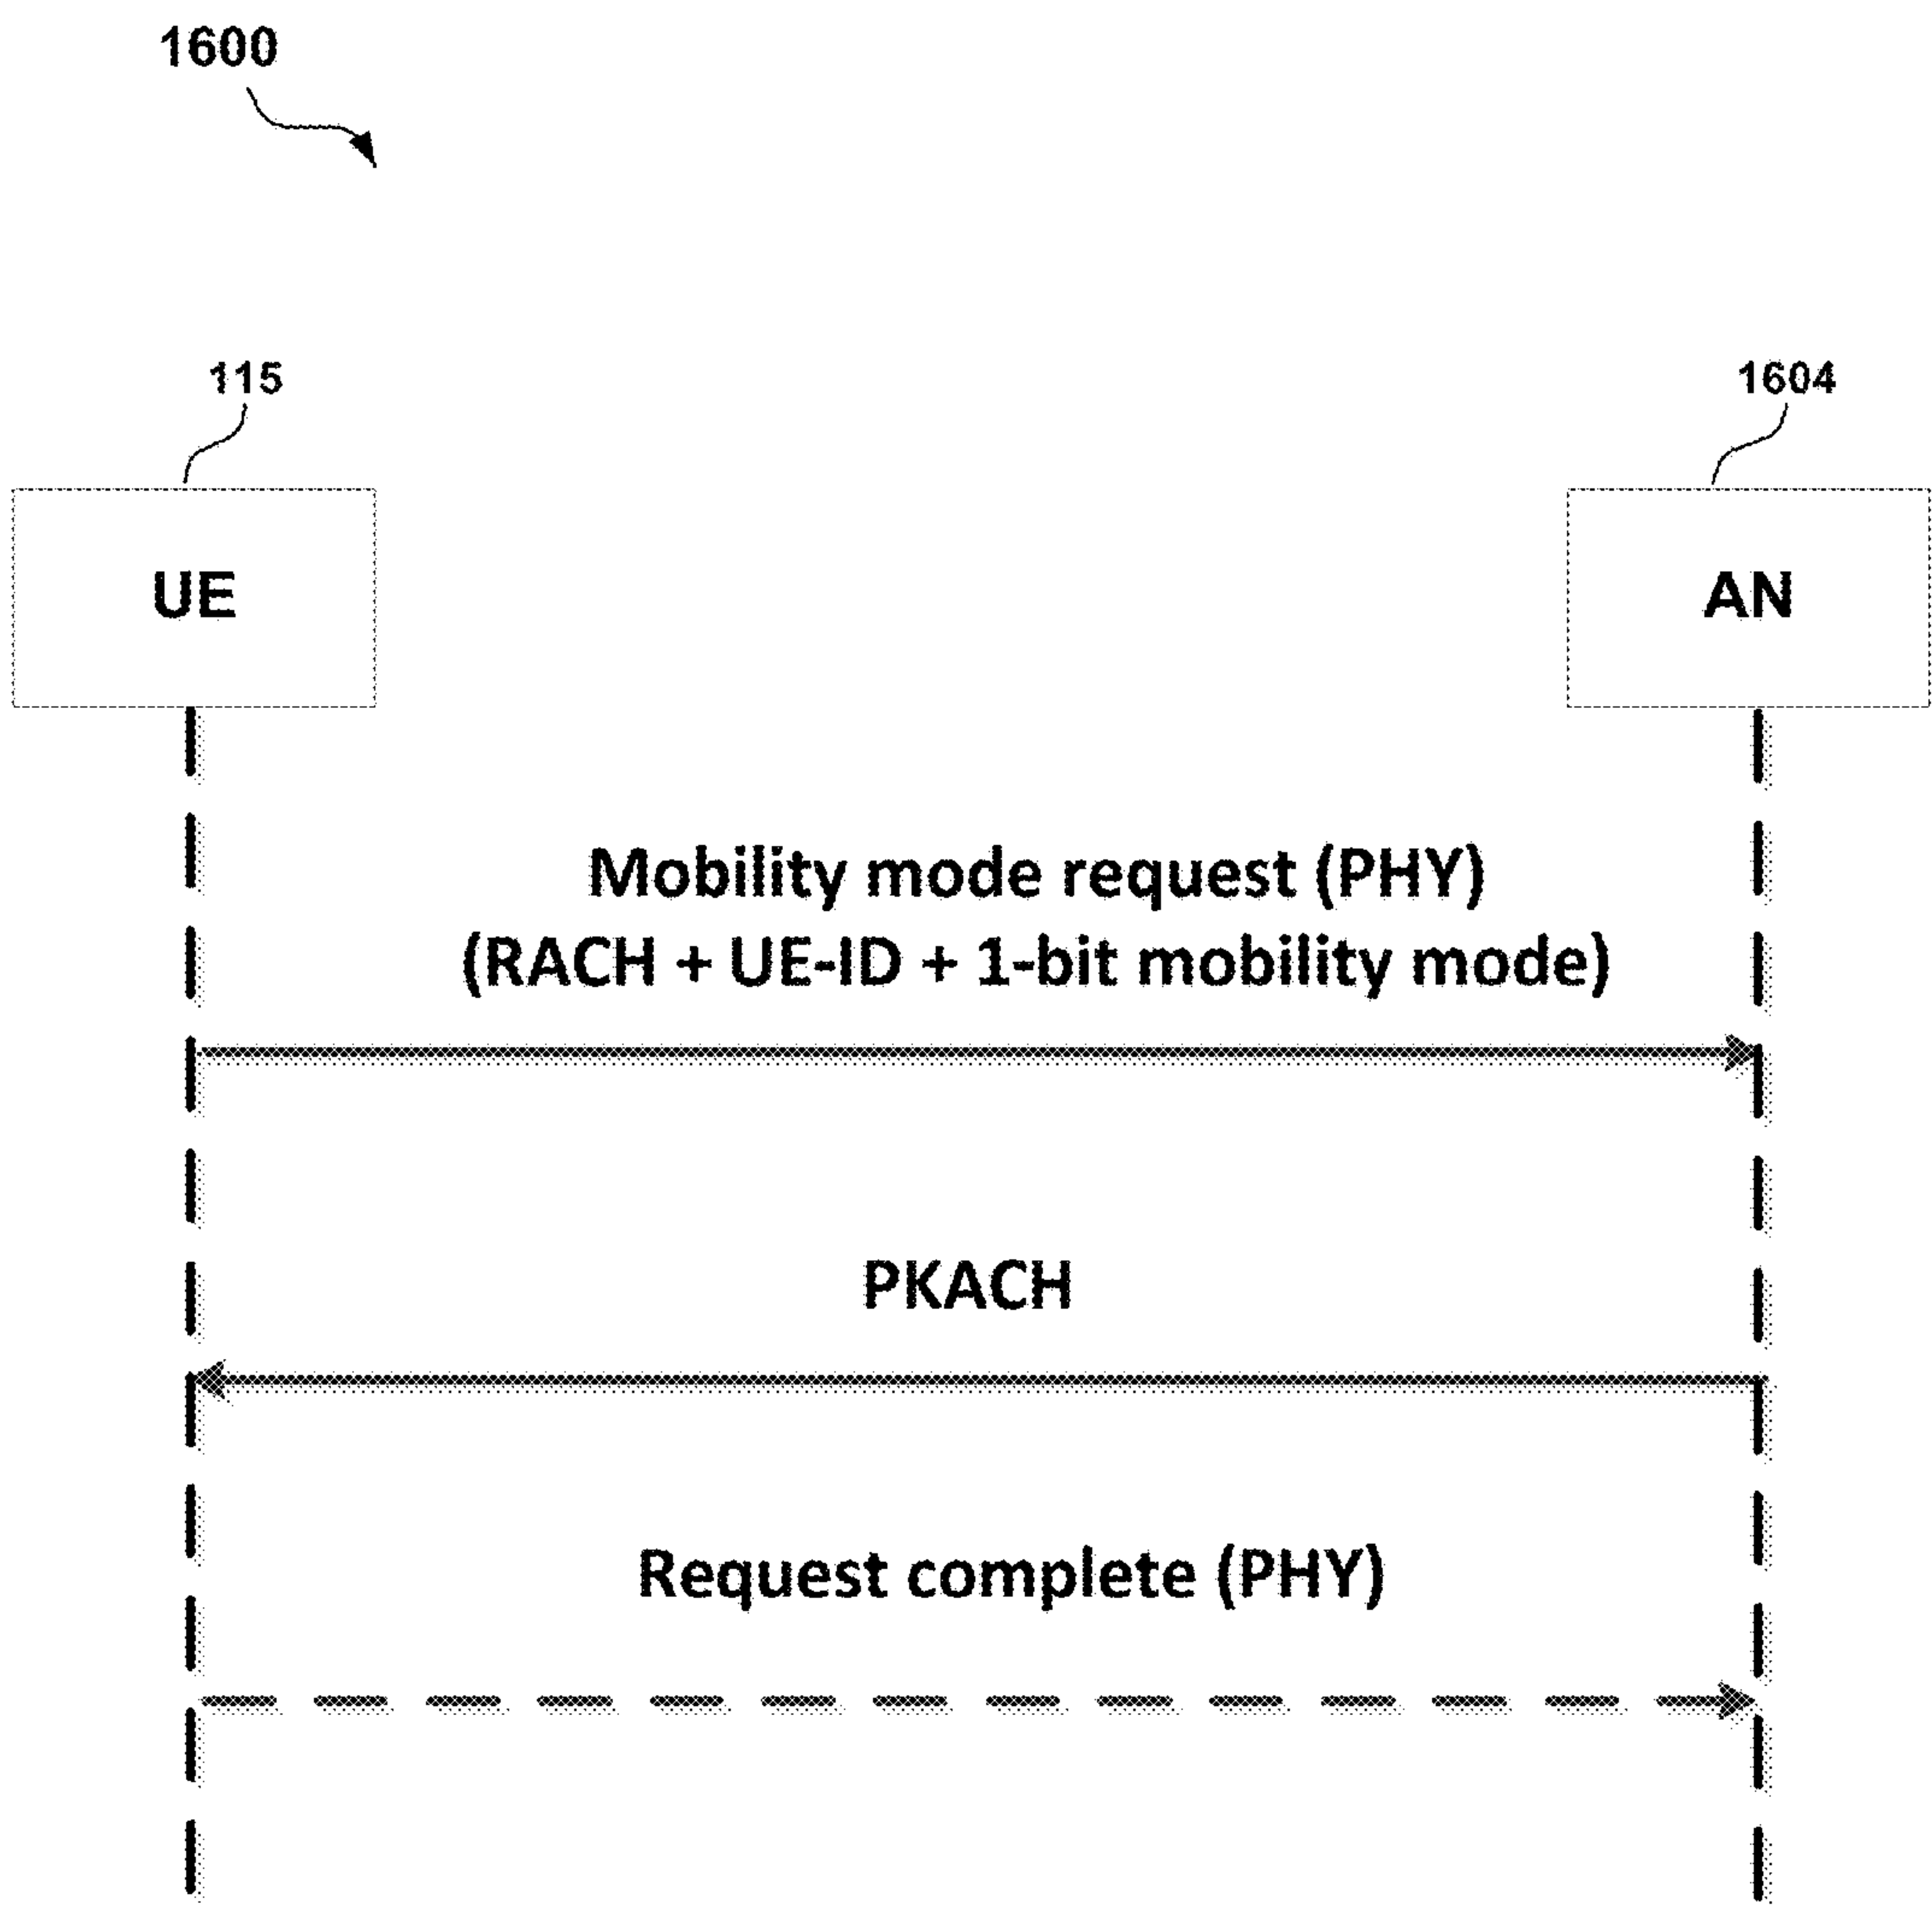 1600
115
1604
UE
AN
Mobility mode request (PHY)
(RACH + UE-ID + 1-bit mobility mode)
PKACH
Request complete (PHY)